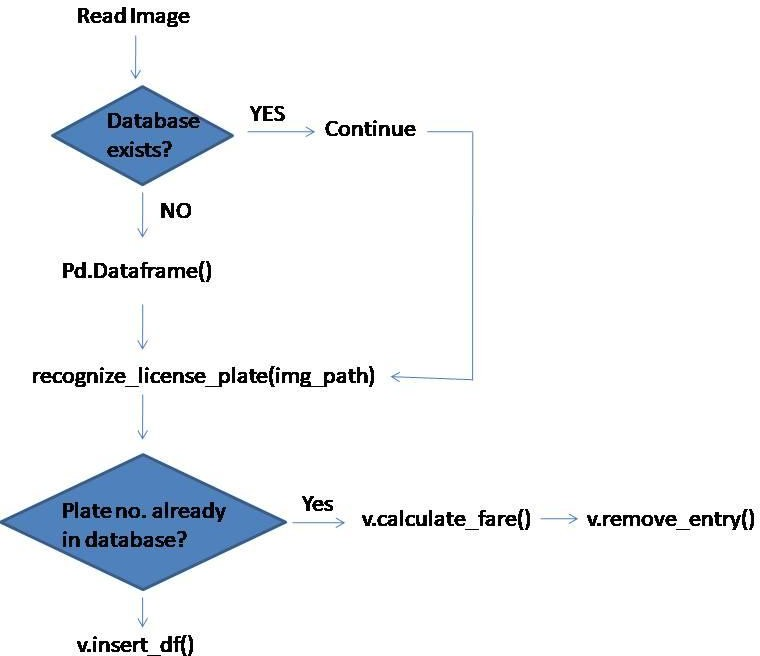 Read Image
Database
exists?
YES
Continue
NO
Pd.Dataframe()
recognize_license_plate(img_path)
Plate no. already
in database?
Yes
v.calculate_fare()
v.remove_entry()
v.insert_df()